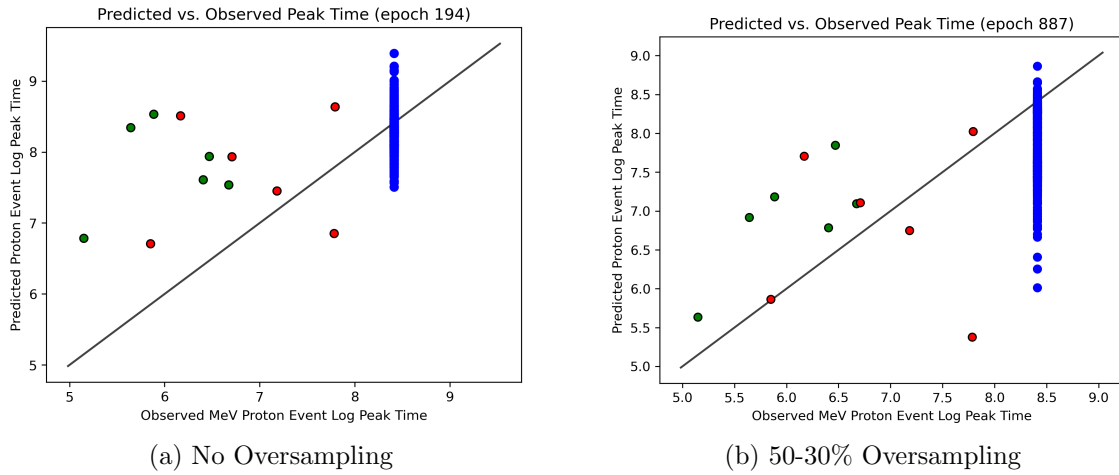 Predicted vs. Observed Peak Time (epoch 194)
Predicted Proton Event Log Peak Time
9
8
7
6
5
5 6 7 8 9
Observed MeV Proton Event Log Peak Time
(a) No Oversampling
Predicted vs. Observed Peak Time (epoch 887)
Predicted Proton Event Log Peak Time
9.0
8.5
8.0
7.5
7.0
6.5
6.0
5.5
5.0
5.0 5.5 6.0 6.5 7.0 7.5 8.0 8.5 9.0
Observed MeV Proton Event Log Peak Time
(b) 50-30% Oversampling